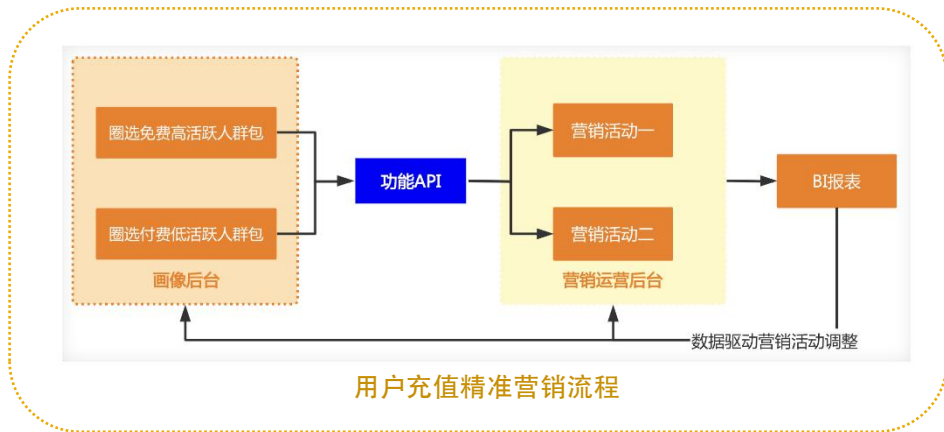 圈选免费高活跃人群包
圈选付费低活跃人群包
画像后台
功能API
营销活动一
营销活动二
营销运营后台
BI报表
数据驱动营销活动调整
用户充值精准营销流程